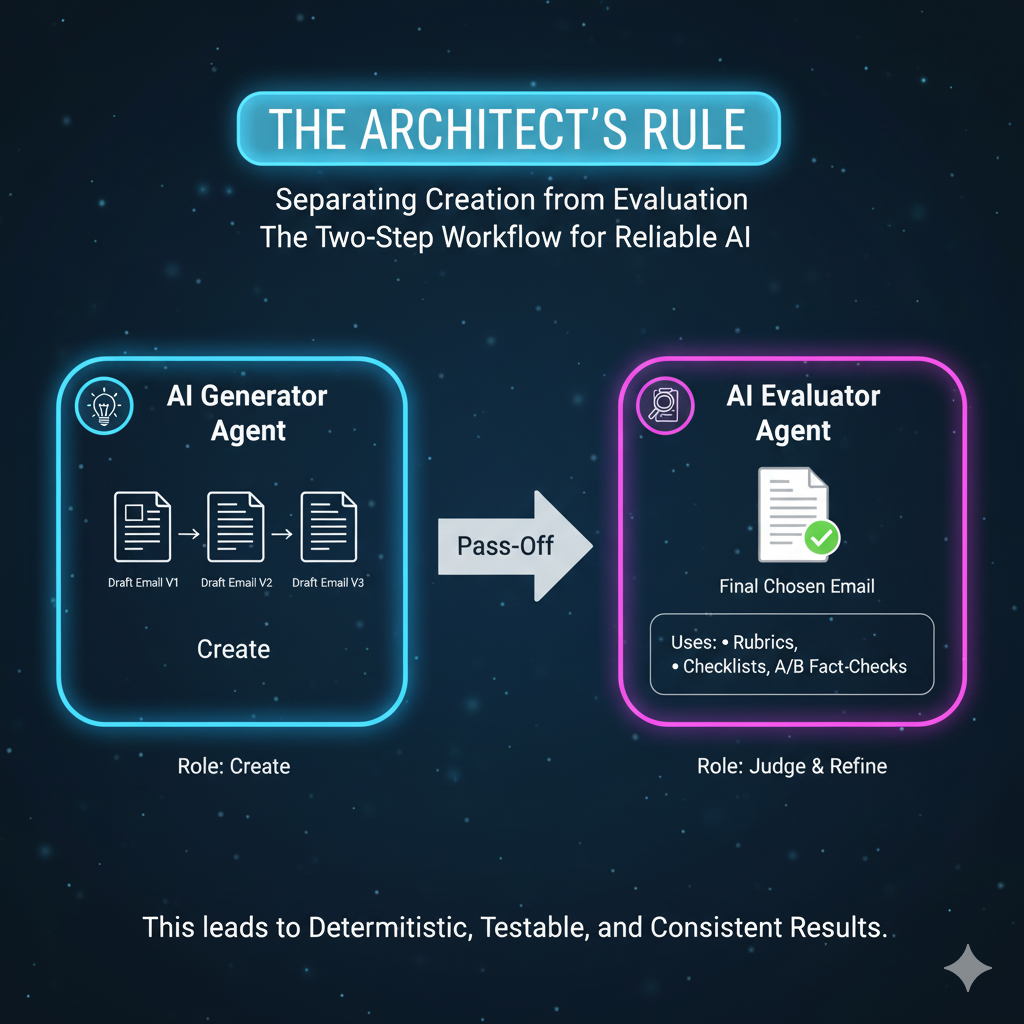 THE ARCHITECT’S RULE
Separating Creation from Evaluation
The Two-Step Workflow for Reliable AI
AI Generator
Agent
Draft Email V1
Draft Email V2
Draft Email V3
Create
Role: Create
Pass-Off
AI Evaluator
Agent
Final Chosen Email
Uses: • Rubrics,
• Checklists, A/B Fact-Checks
Role: Judge & Refine
This leads to Determitistic, Testable, and Consistent Results.